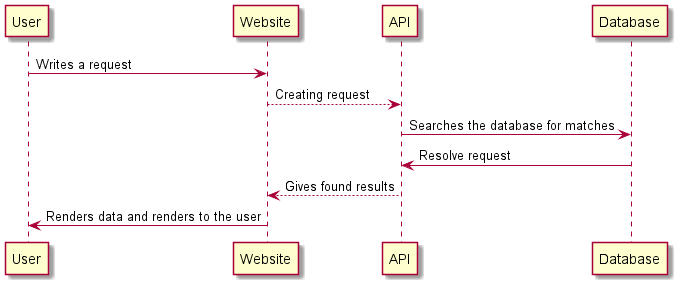 User Website API Database
Writes a request
Creating request
Searches the database for matches
Resolve request
Gives found results
Renders data and renders to the user
User Website API Database